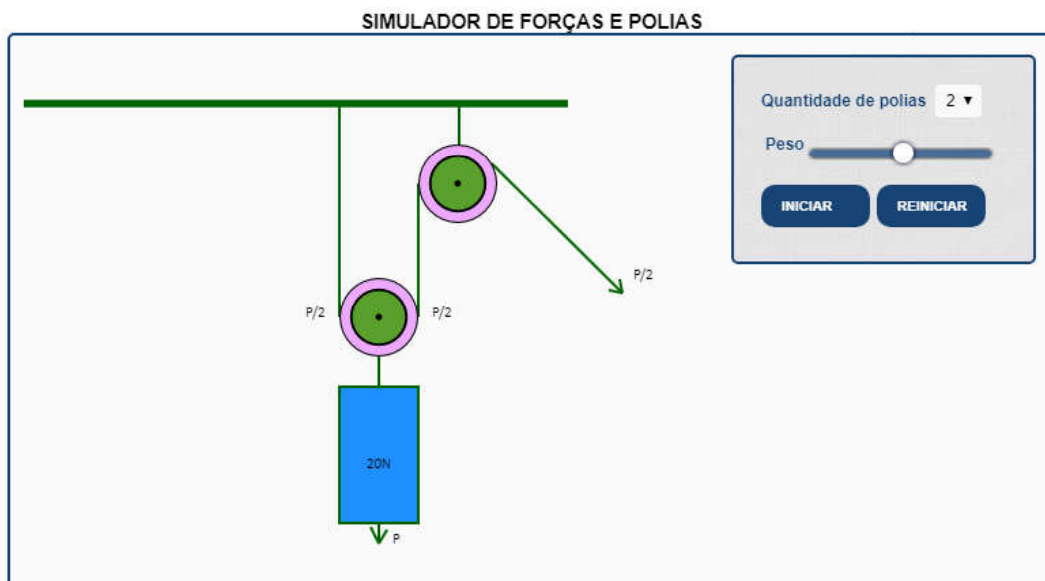 SIMULADOR DE FORÇAS E POLIAS
Quantidade de polias 2
Peso
INICIAR REINICIAR
P/2
P/2 P/2
20N
P